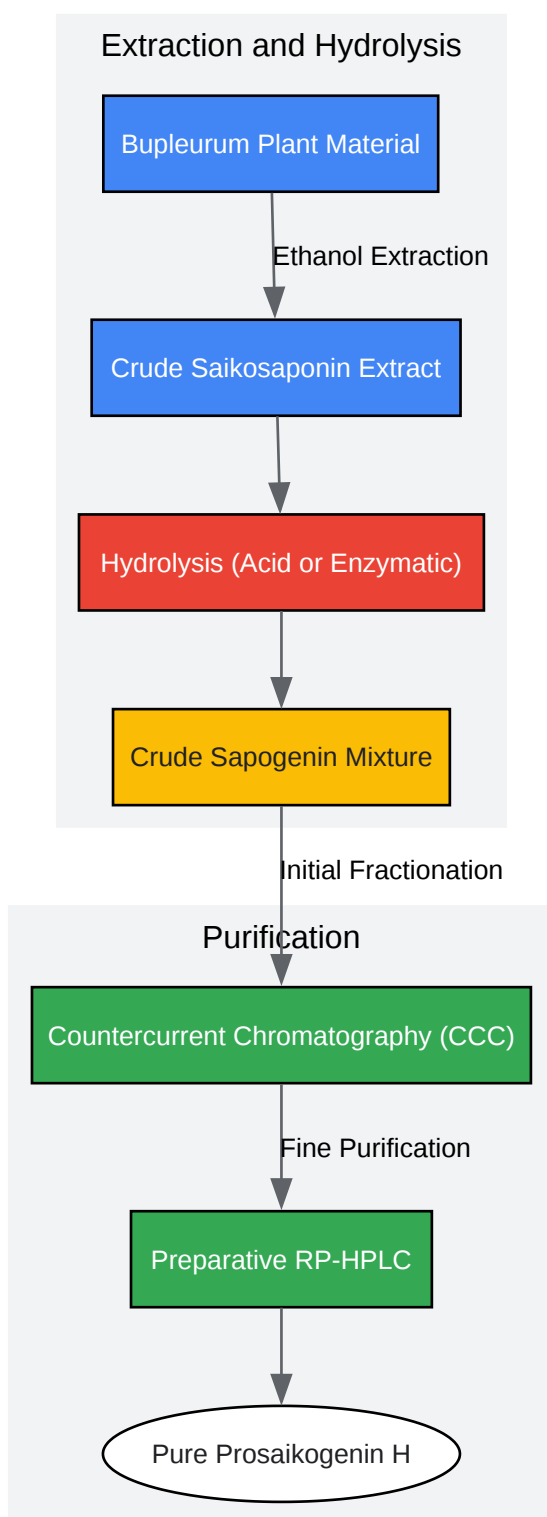 Extraction and Hydrolysis
Bupleurum Plant Material
Ethanol Extraction
Crude Saikosaponin Extract
Hydrolysis (Acid or Enzymatic)
Crude Sapogenin Mixture
Initial Fractionation
Purification
Countercurrent Chromatography (CCC)
Fine Purification
Preparative RP-HPLC
Pure Prosaikogenin H